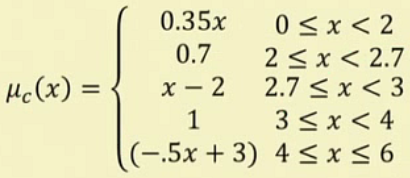 0.35x 0 ≤ x < 2
0.7 2 ≤ x < 2.7
μc(x) = { x − 2 2.7 ≤ x < 3
1 3 ≤ x < 4
(−.5x + 3) 4 ≤ x ≤ 6